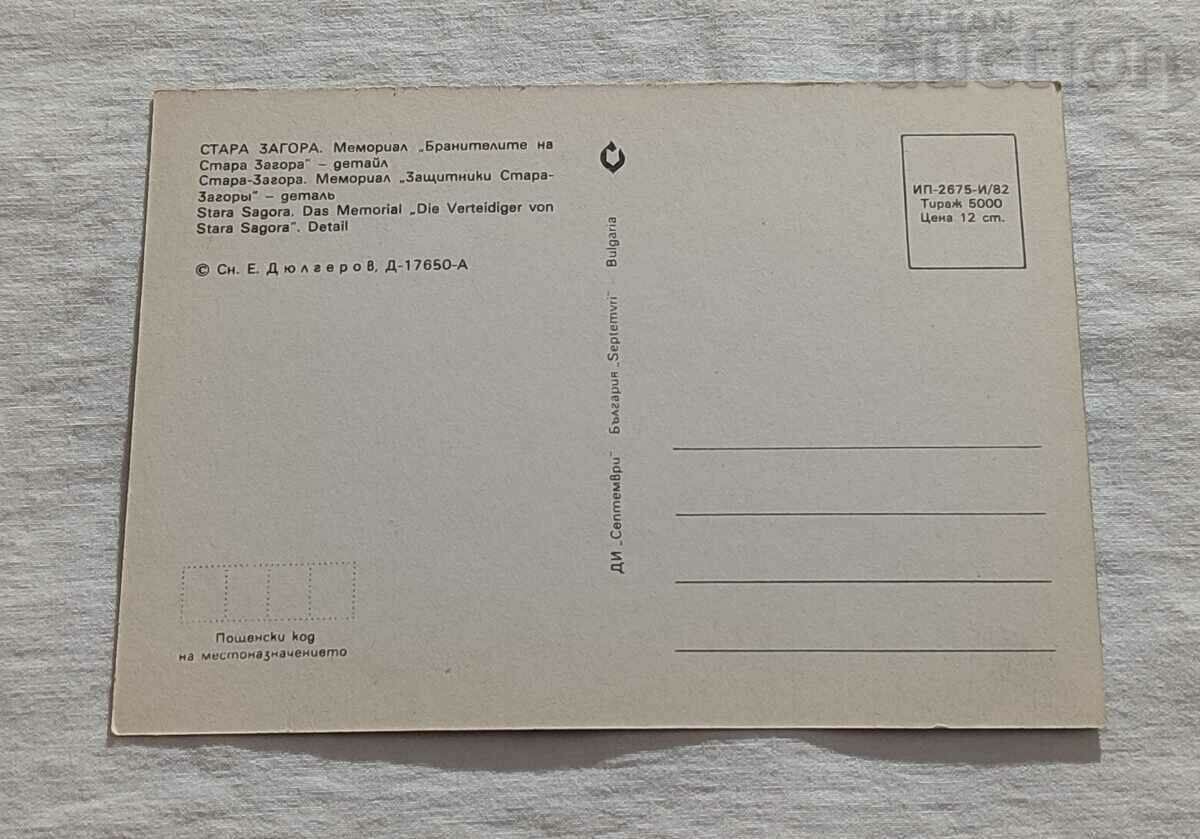 BALKAN
auction
СТАРА ЗАГОРА. Мемориал „Бранителите на
Стара Загора" – детайл
Стара-Загора. Мемориал „Защитники Стара-
Загоры" – деталь
Stara Sagora. Das Memorial „Die Verteidiger von
Stara Sagora". Detail
© Сн. Е. Дюлгеров, Д-17650-А
ДИ „Септември" България „Septemvri" Bulgaria
ИП-2675-И/82
Тираж 5000
Цена 12 ст.
Пощенски код
на местоназначението